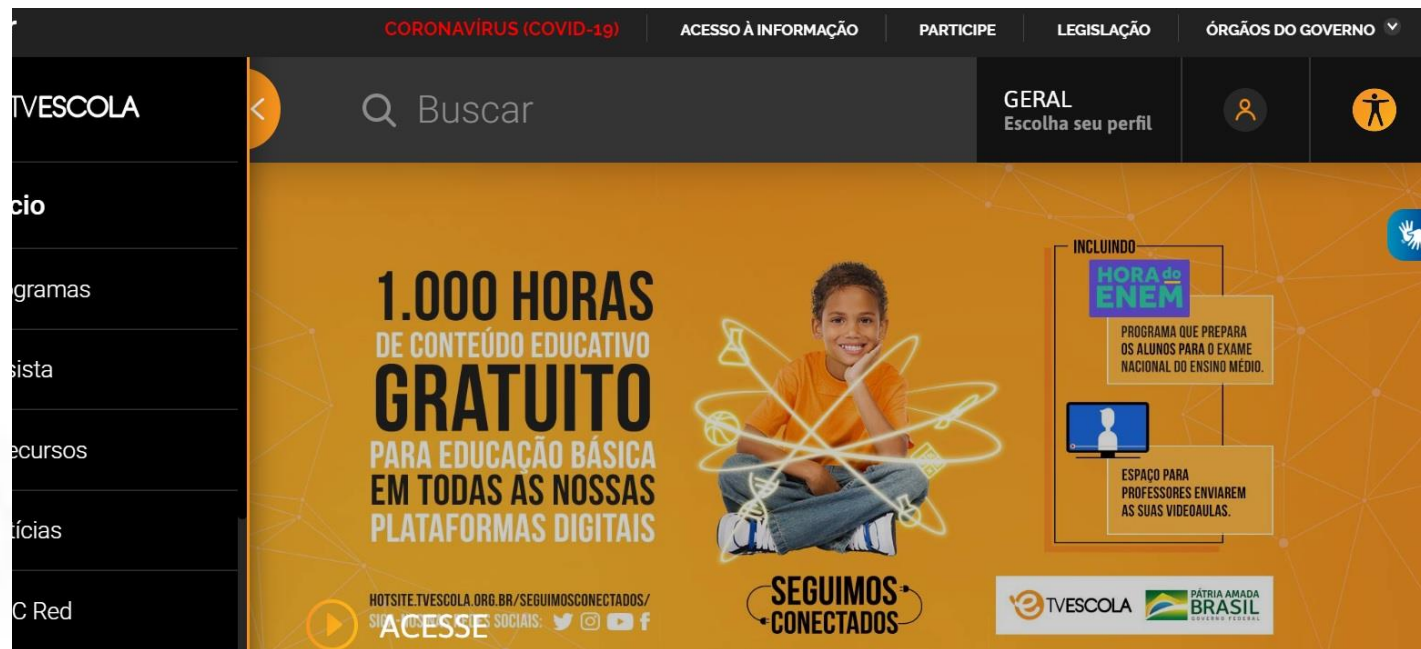 CORONAVÍRUS (COVID-19) ACESSO À INFORMAÇÃO PARTICIPE LEGISLAÇÃO ÓRGÃOS DO GOVERNO
TVESCOLA
Buscar
GERAL
Escolha seu perfil
cio
gramas
sista
ecursos
tícias
C Red
1.000 HORAS
DE CONTEÚDO EDUCATIVO
GRATUITO
PARA EDUCAÇÃO BÁSICA
EM TODAS AS NOSSAS
PLATAFORMAS DIGITAIS
HOTSITE.TVESCOLA.ORG.BR/SEGUIMOSCONECTADOS/
SOCIAIS:
ACESSE
SEGUIMOS
CONECTADOS
INCLUINDO
HORA do
ENEM
PROGRAMA QUE PREPARA
OS ALUNOS PARA O EXAME
NACIONAL DO ENSINO MÉDIO.
ESPAÇO PARA
PROFESSORES ENVIAREM
AS SUAS VIDEOAULAS.
TVESCOLA
PÁTRIA AMADA
BRASIL
GOVERNO FEDERAL